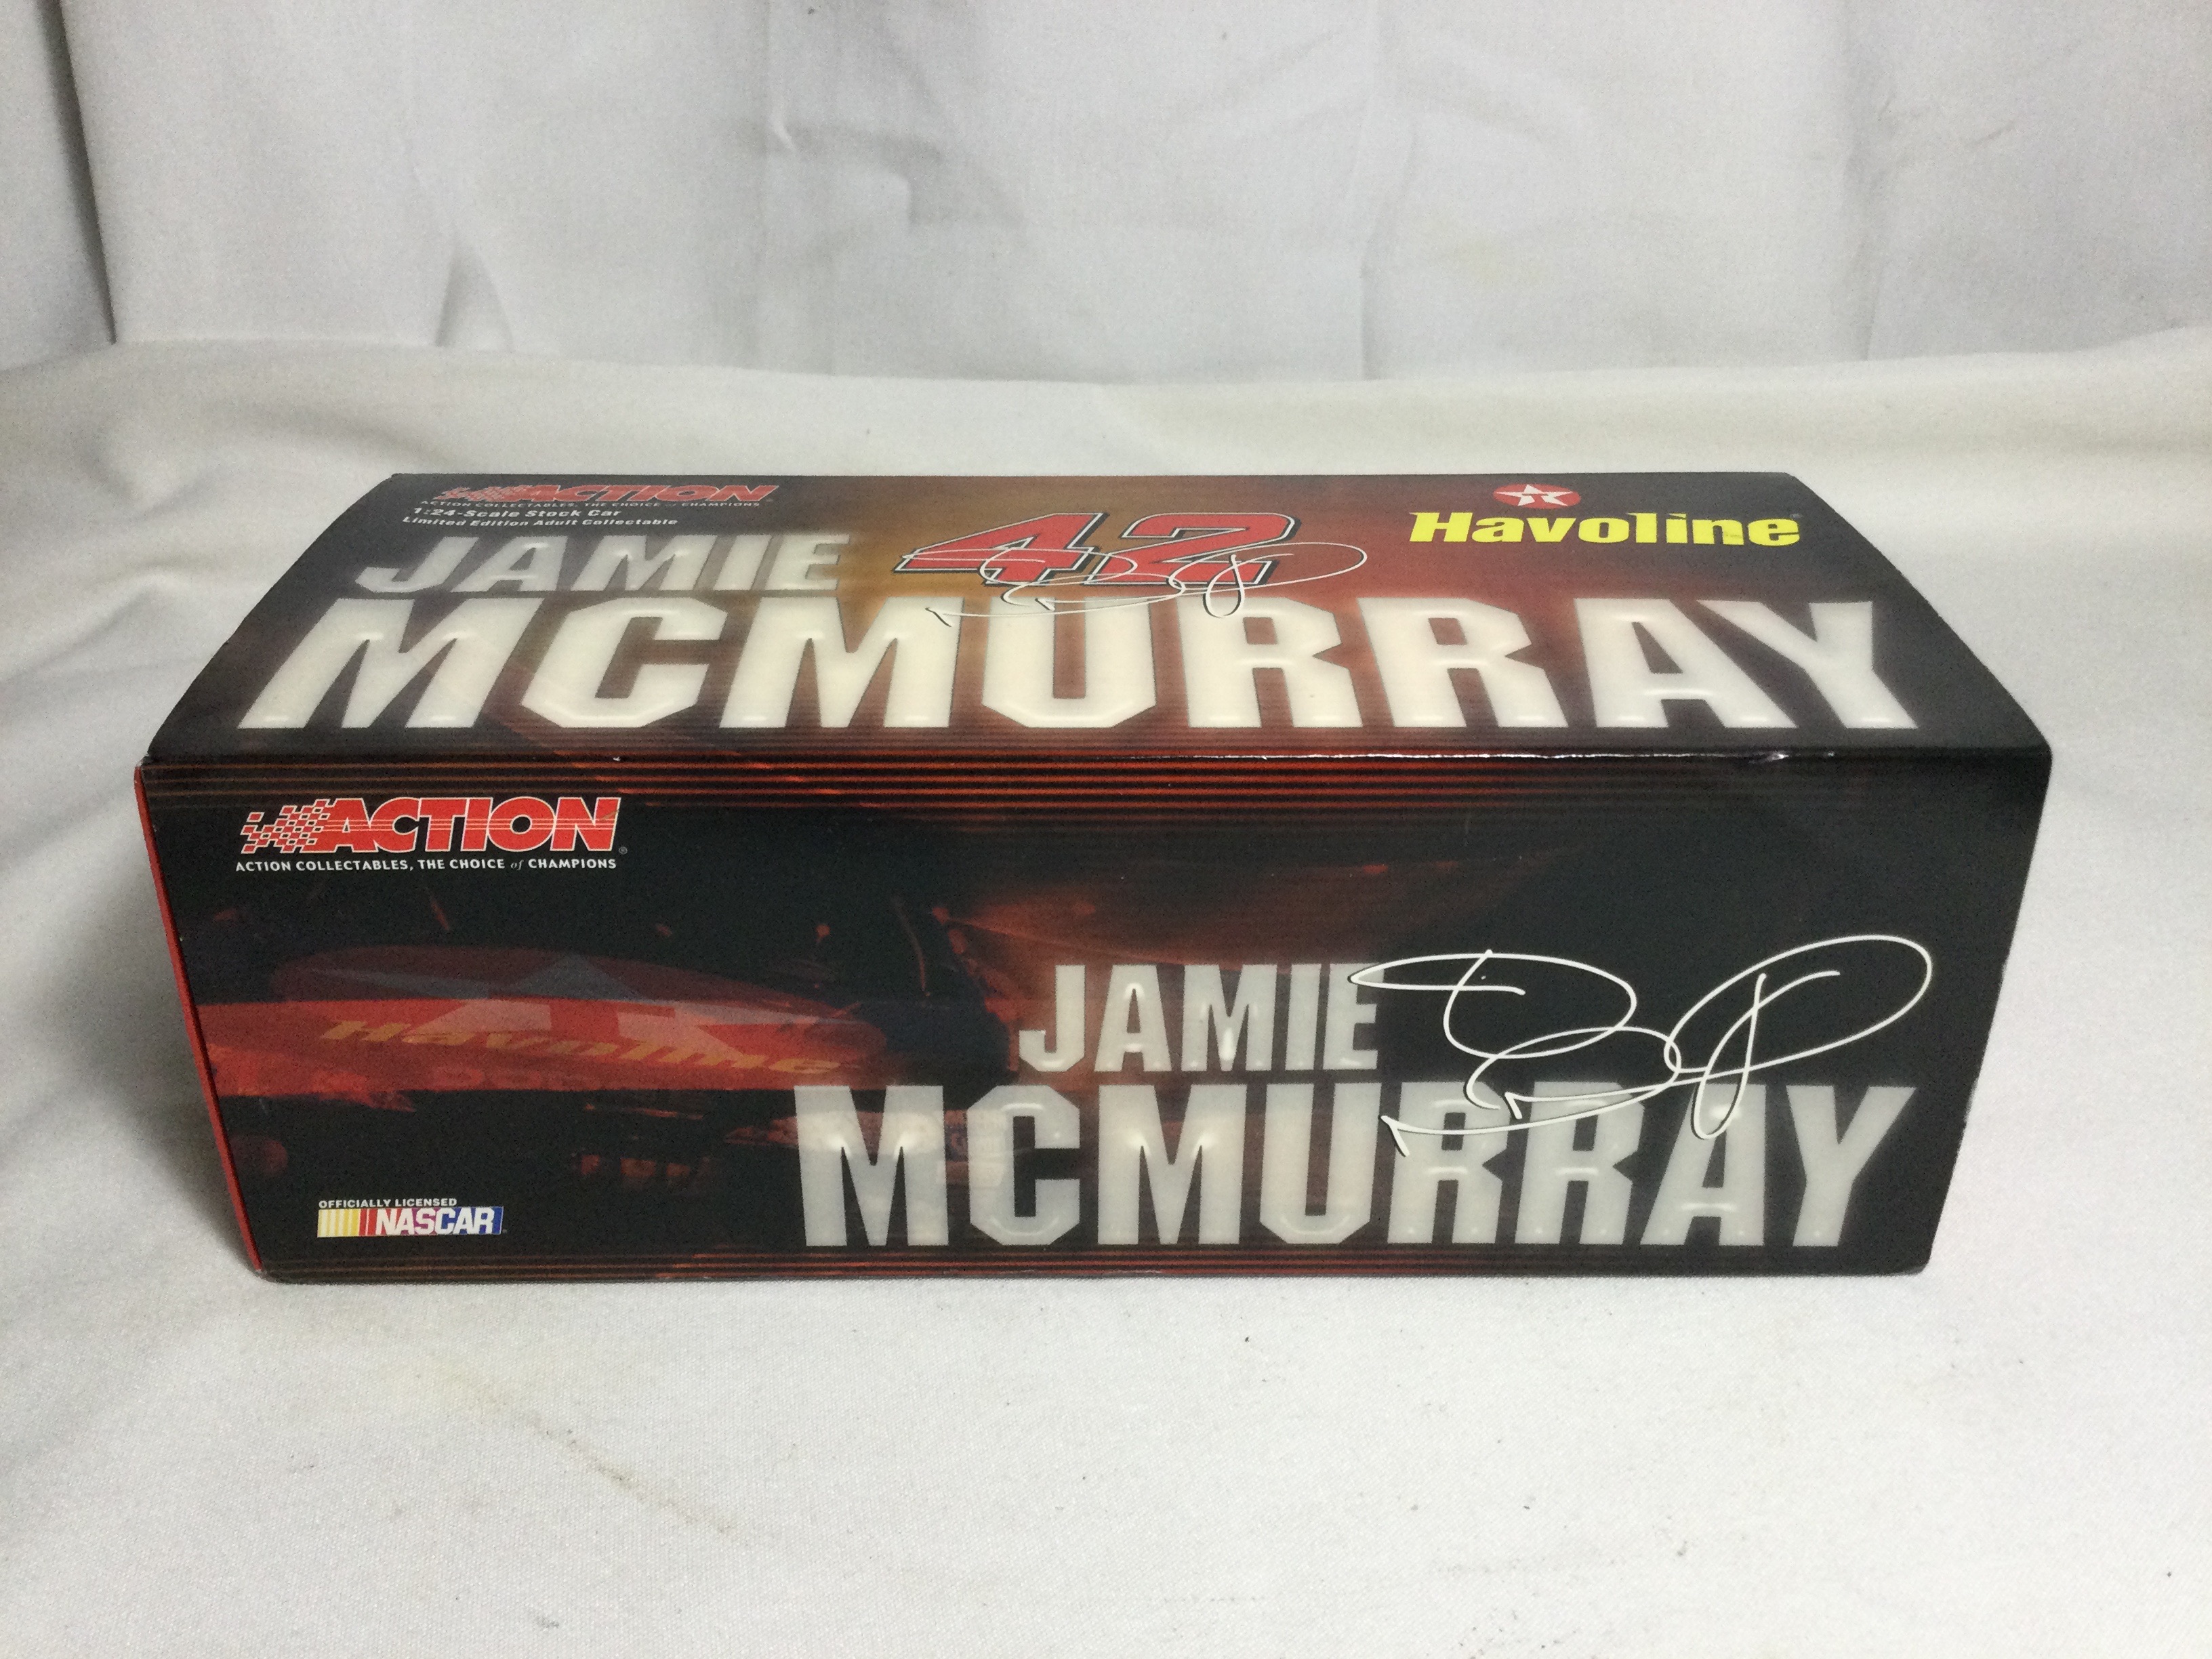 ACTION
ACTION COLLECTABLES, THE CHOICE of CHAMPIONS
1:24-Scale Stock Car
Limited Edition Adult Collectable
JAMIE 42
Havoline
MCMURRAY
ACTION
ACTION COLLECTABLES, THE CHOICE of CHAMPIONS
Havoline
JAMIE
MCMURRAY
OFFICIALLY LICENSED
NASCAR